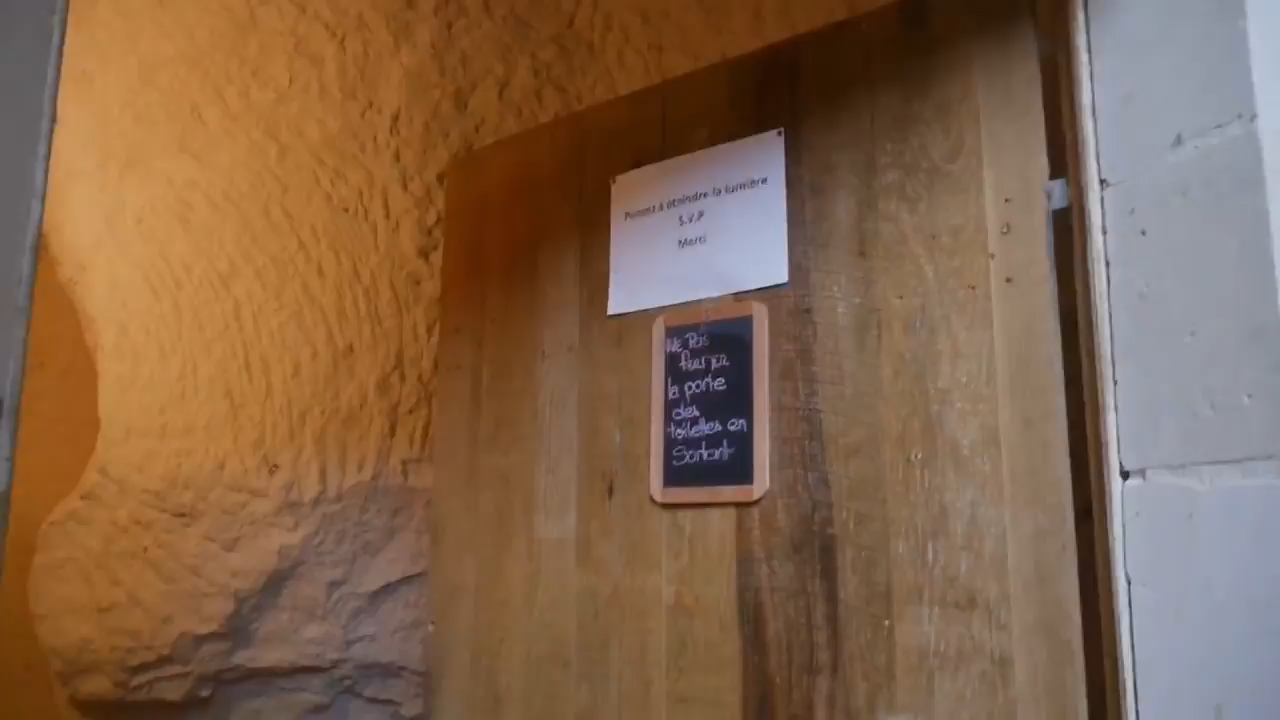 Pensez à éteindre la lumière
S.V.P
Merci
Ne Pas
fermer
la porte
des
toilettes en
Sortant